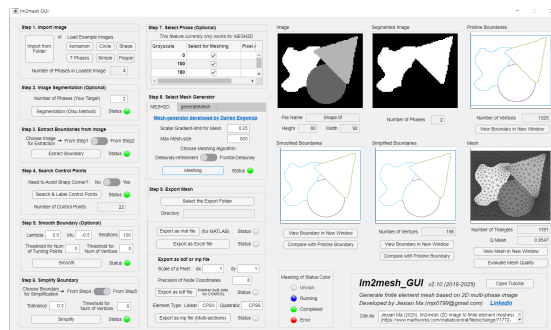 Im2mesh GUI
Step 1. Import Image
Import from Folder
or
Load Example Images
kumamon
Circle
Shape
7 Phases
Simple
Pepper
Number of Phases in Loaded Image
4
Step 2. Image Segmentation (Optional)
Number of Phases (Your Target)
2
Segmentation (Otsu Method)
Status
Step 3. Extract Boundaries from Image
Choose Image for Extraction
From Step1
From Step2
Extract Boundary
Status
Step 4. Search Control Points
Need to Avoid Sharp Corner?
No
Yes
Search & Label Control Points
Status
Number of Control Points
22
Step 5. Smooth Boundary (Optional)
Lambda
0.5
Mu
-0.5
Iterations
100
Threshold for Num of Turning Points
0
Threshold for Num of Vertices
0
Smooth
Status
Step 6. Simplify Boundary
Choose Boundary for Simplification
From Step4
From Step5
Tolerance
0.3
Threshold for Num of Vertices
0
Simplify
Status
Step 7. Select Phase (Optional)
This feature currently only works for MESH2D
Grayscale
Select for Meshing
Pixel
0
100
180
Step 8. Select Mesh Generator
MESH2D
generateMesh
Mesh-generator developed by Darren Engwirda
Scalar Gradient-limit for Mesh
0.25
Max Mesh-size
500
Choose Meshing Algorithm
Delaunay-refinement
Frontal-Delaunay
Meshing
Status
Step 9. Export Mesh
Select the Export Folder
Directory
Export as mat file
(for MATLAB)
Status
Export as Excel file
Status
Export as bdf or inp file
Scale of a Pixel
dx
1
dy
1
Precision of Node Coordinates
8
Export as bdf file
Status
Element Type:
Linear
CPS3
Quadratic
CPS6
Export as inp file (Multi-sections)
Status
Image
File Name
Shape.tif
Height
80
Width
92
Segmented Image
Number of Phases
2
Pristine Boundaries
Number of Vertices
1320
View Boundary in New Window
Smoothed Boundaries
View Boundary in New Window
Compare with Pristine Boundary
Simplified Boundaries
Number of Vertices
186
View Boundary in New Window
Compare with Pristine Boundary
Mesh
Number of Triangles
1181
Q Mean
0.9547
View Mesh in New Window
Evaluate Mesh Quality
Meaning of Status Color
Un-run
Running
Completed
Error
Im2mesh_GUI
v2.10 (2019-2025)
Open Tutorial
Generate finite element mesh based on 2D multi-phase image
Developed by Jiexian Ma (mjx0799@gmail.com)
LinkedIn
Cite As
Jiexian Ma (2025). Im2mesh (2D image to finite element meshes)